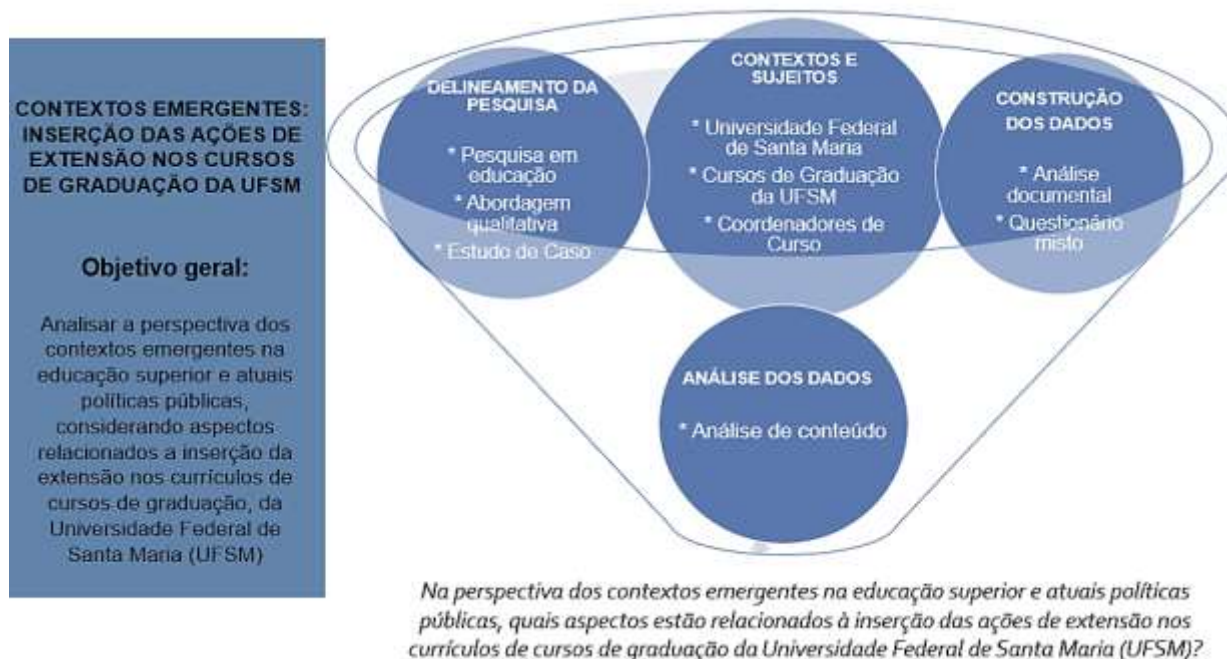 CONTEXTOS EMERGENTES:
INSERÇÃO DAS AÇÕES DE
EXTENSÃO NOS CURSOS
DE GRADUAÇÃO DA UFSM
Objetivo geral:
Analisar a perspectiva dos
contextos emergentes na
educação superior e atuais
políticas públicas,
considerando aspectos
relacionados a inserção da
extensão nos currículos de
cursos de graduação, da
Universidade Federal de
Santa Maria (UFSM)
DELINEAMENTO DA
PESQUISA
* Pesquisa em
educação
* Abordagem
qualitativa
* Estudo de Caso
CONTEXTOS E
SUJEITOS
* Universidade Federal
de Santa Maria
* Cursos de Graduação
da UFSM
* Coordenadores de
Curso
CONSTRUÇÃO
DOS DADOS
* Análise
documental
* Questionário
misto
ANÁLISE DOS DADOS
* Análise de conteúdo
Na perspectiva dos contextos emergentes na educação superior e atuais políticas
públicas, quais aspectos estão relacionados à inserção das ações de extensão nos
currículos de cursos de graduação da Universidade Federal de Santa Maria (UFSM)?